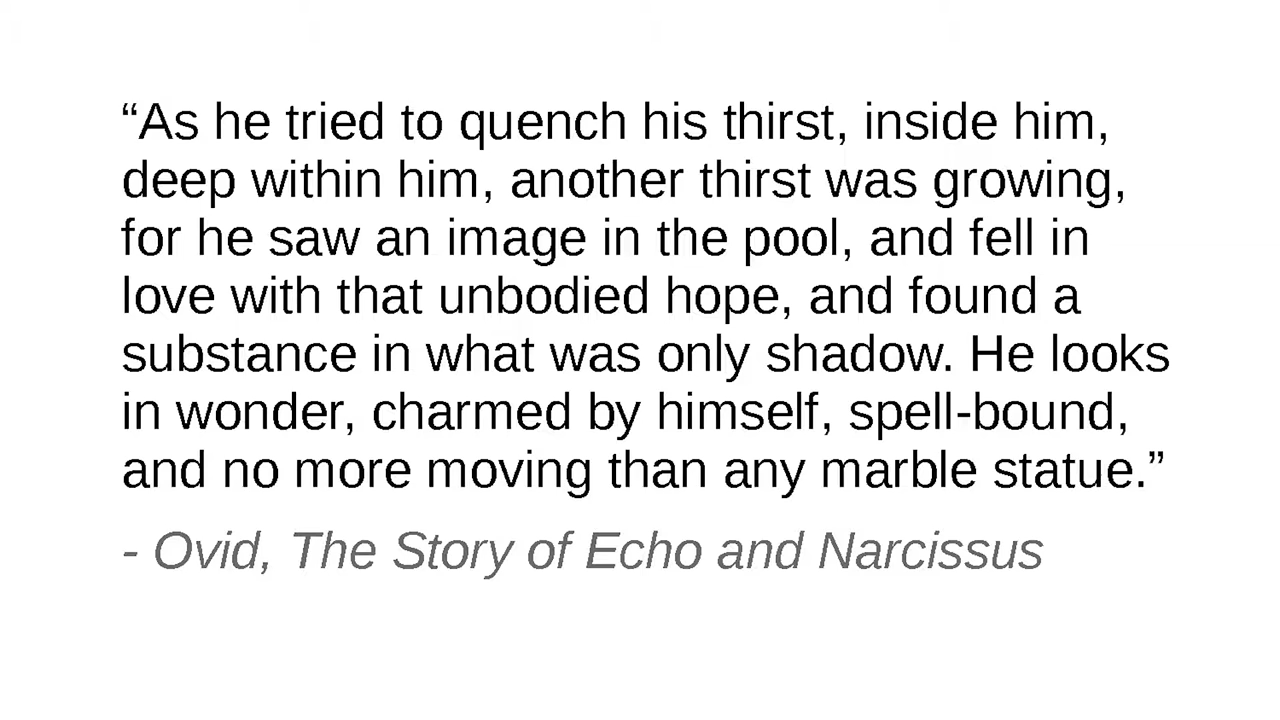 “As he tried to quench his thirst, inside him,
deep within him, another thirst was growing,
for he saw an image in the pool, and fell in
love with that unbodied hope, and found a
substance in what was only shadow. He looks
in wonder, charmed by himself, spell-bound,
and no more moving than any marble statue.”
- Ovid, The Story of Echo and Narcissus